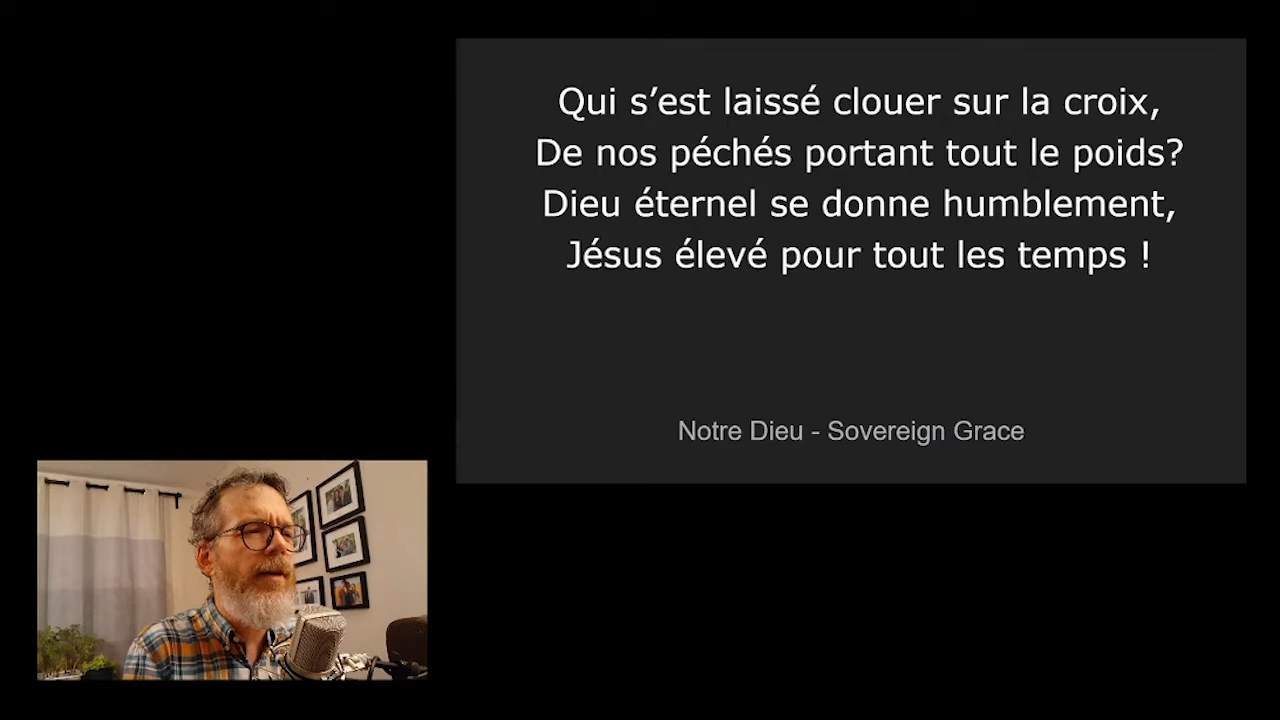 Qui s’est laissé clouer sur la croix,
De nos péchés portant tout le poids?
Dieu éternel se donne humblement,
Jésus élevé pour tout les temps !
Notre Dieu - Sovereign Grace